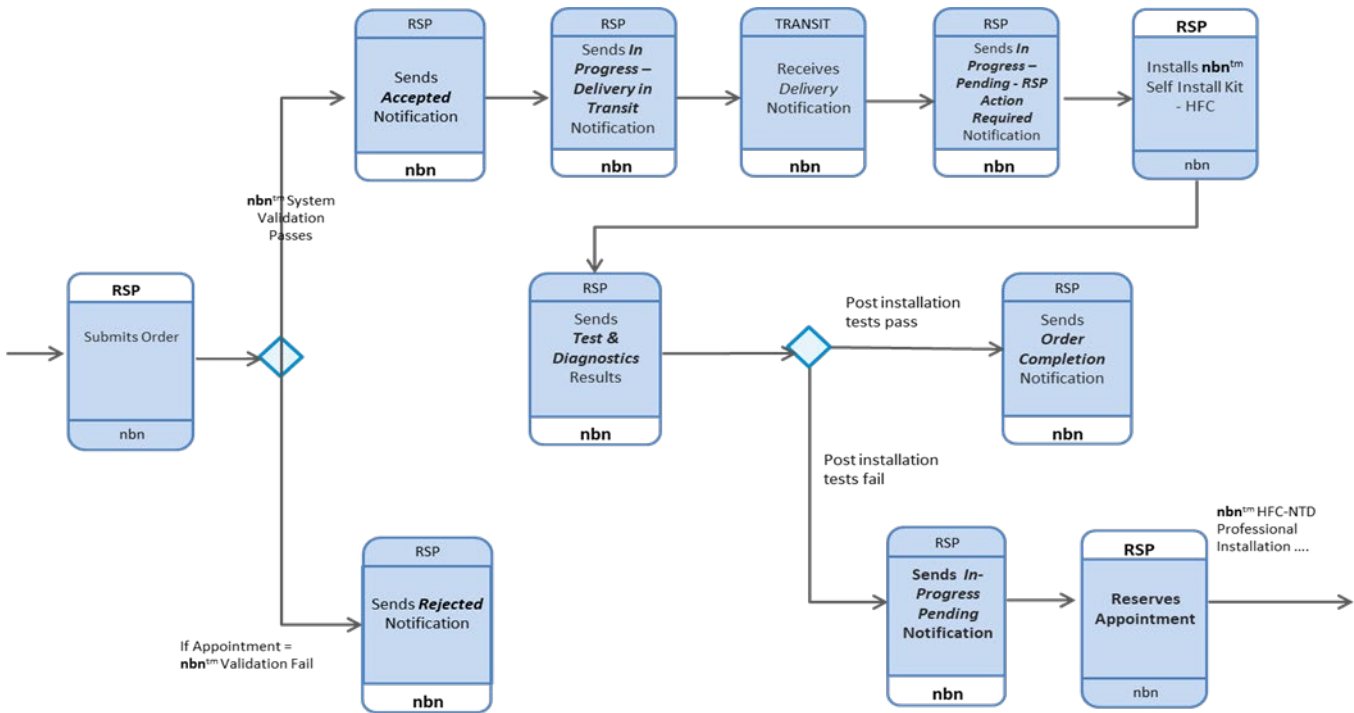 RSP
Sends
Accepted
Notification
nbn
RSP
Sends In
Progress –
Delivery in
Transit
Notification
nbn
TRANSIT
Receives
Delivery
Notification
nbn
RSP
Sends In
Progress –
Pending - RSP
Action
Required
Notification
nbn
RSP
Installs nbn™
Self Install Kit
- HFC
nbn
nbn™ System
Validation
Passes
RSP
Submits Order
nbn
RSP
Sends
Test &
Diagnostics
Results
nbn
Post installation
tests pass
RSP
Sends
Order
Completion
Notification
nbn
Post installation
tests fail
RSP
Sends Rejected
Notification
nbn
If Appointment =
nbn™ Validation Fail
RSP
Sends In-
Progress
Pending
Notification
nbn
RSP
Reserves
Appointment
nbn
nbn™ HFC-NTD
Professional
Installation ....